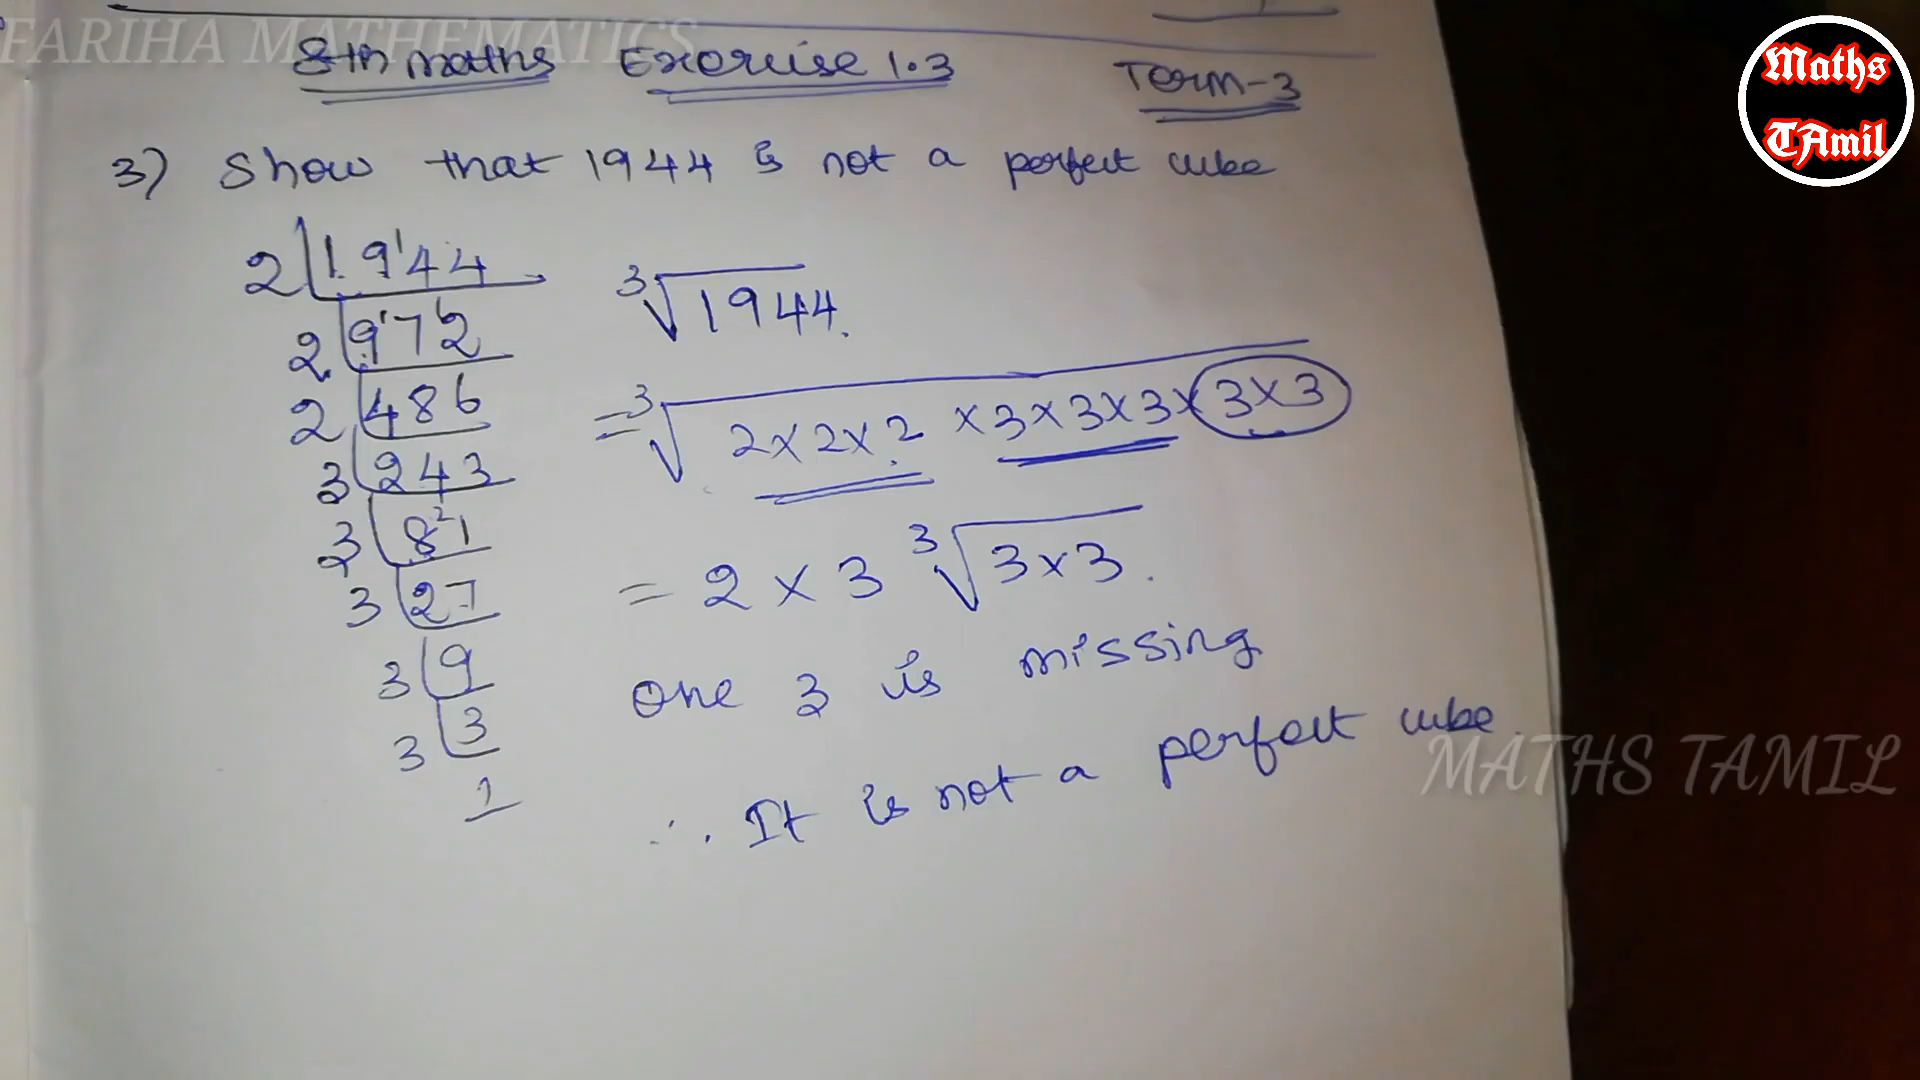 FARIHA MATHEMATICS
8th maths Exercise 1.3 Term-3
Maths TAmil
3) Show that 1944 is not a perfect cube
2 | 1944
2 | 972
2 | 486
3 | 243
3 | 81
3 | 27
3 | 9
3 | 3
1
∛1944.
= ∛2×2×2 ×3×3×3×3×3
= 2 × 3 ∛3×3.
One 3 is missing
∴ It is not a perfect cube.
MATHS TAMIL